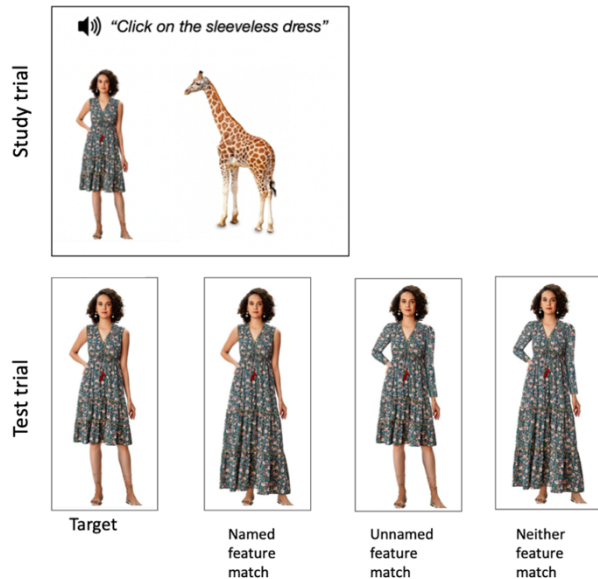 Study trial
"Click on the sleeveless dress"
Test trial
Target
Named
feature
match
Unnamed
feature
match
Neither
feature
match